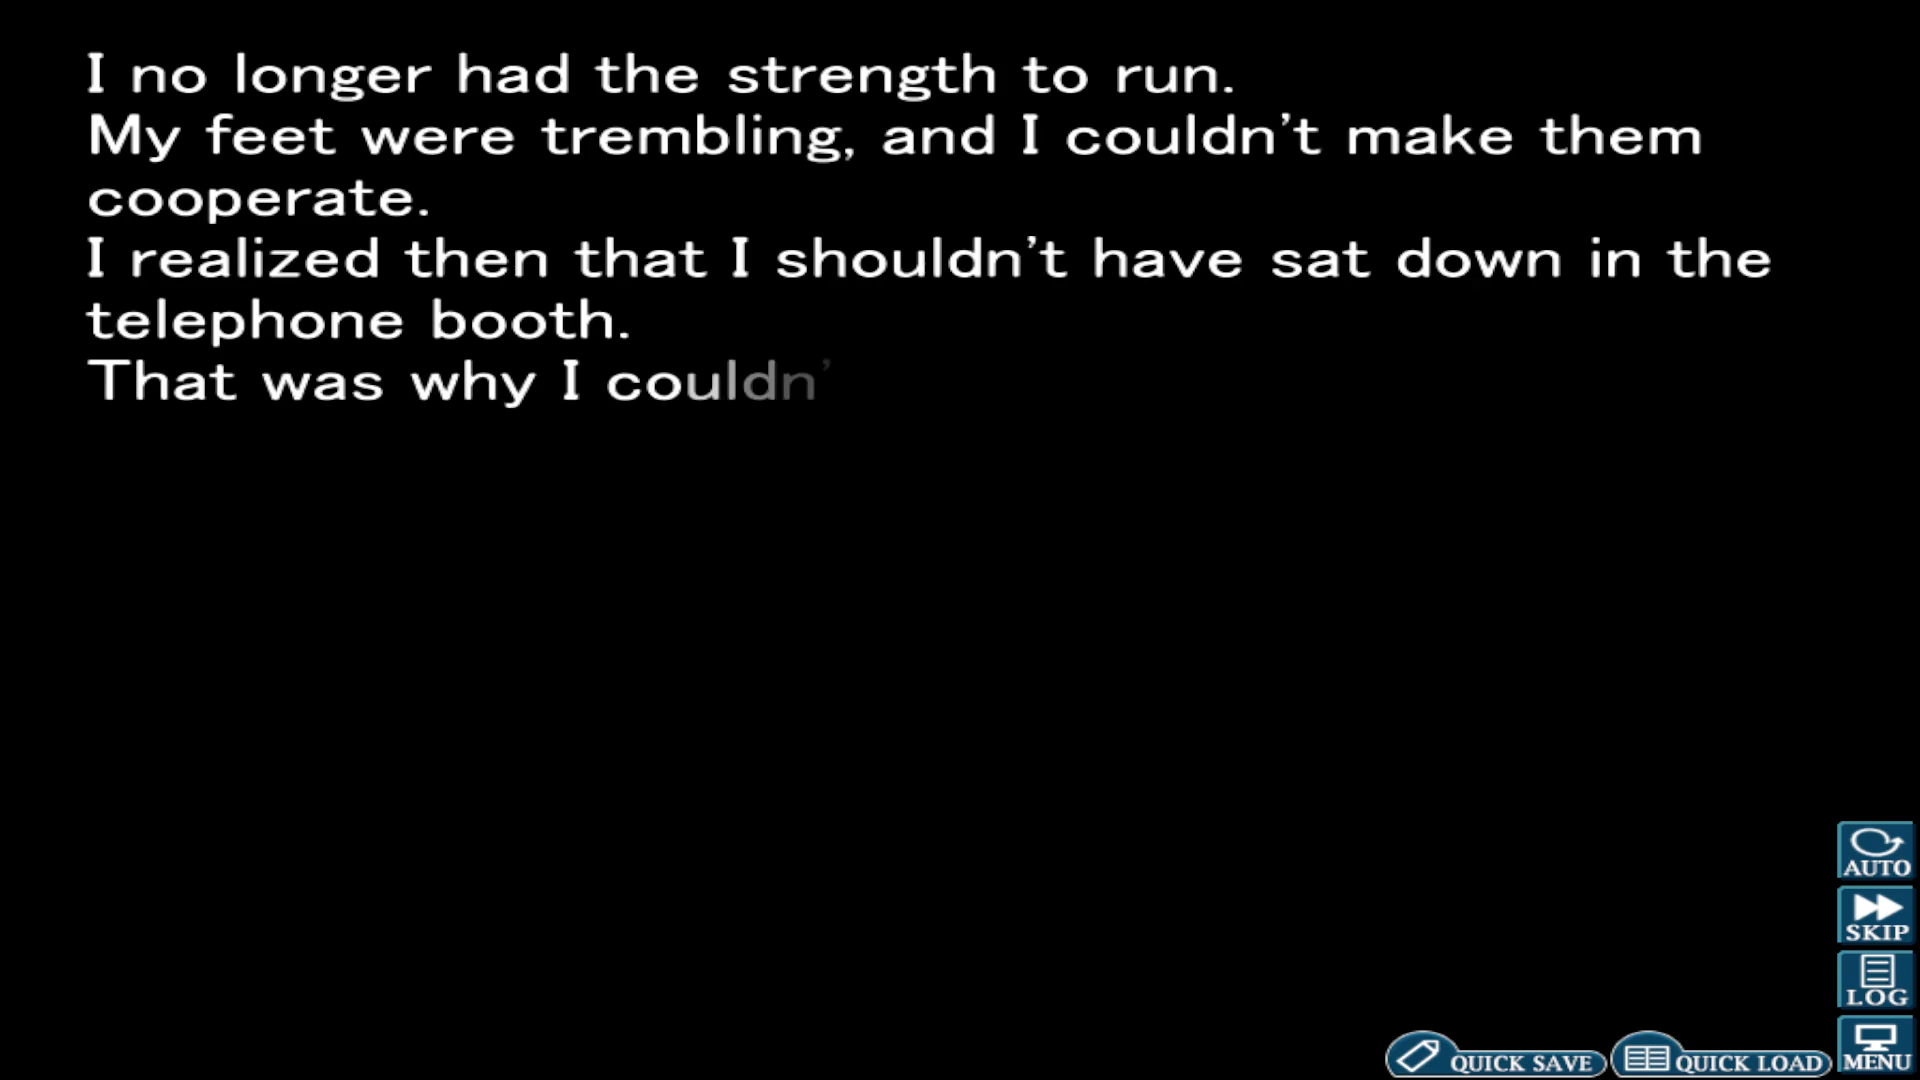 I no longer had the strength to run.
My feet were trembling, and I couldn't make them
cooperate.
I realized then that I shouldn't have sat down in the
telephone booth.
That was why I couldn'
AUTO
SKIP
LOG
QUICK SAVE
QUICK LOAD
MENU